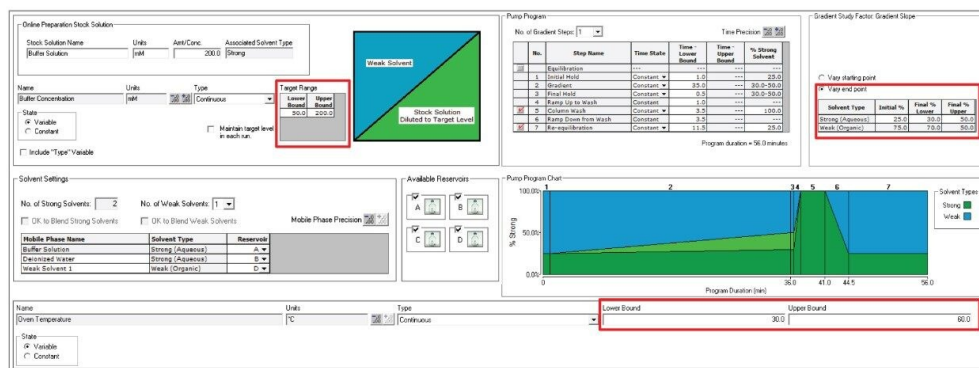 Online Preparation Stock Solution
Stock Solution Name Units Amt/Conc. Associated Solvent Type
Buffer Solution mM 200.0 Strong
Name Units Type
Buffer Concentration mM Continuous
Target Range
Lower Bound Upper Bound
50.0 200.0
State
Variable
Constant
Maintain target level in each run.
Include "Type" Variable
Weak Solvent
Stock Solution
Diluted to Target Level
Pump Program
No. of Gradient Steps: 1
Time Precision
No. Step Name Time State Time - Lower Bound Time - Upper Bound % Strong Solvent
Equilibration --- --- --- ---
1 Initial Hold Constant 1.0 --- 25.0
2 Gradient Constant 35.0 --- 30.0-50.0
3 Final Hold Constant 0.5 --- 30.0-50.0
4 Ramp Up to Wash Constant 1.0 --- ---
5 Column Wash Constant 3.5 --- 100.0
6 Ramp Down from Wash Constant 3.5 --- ---
7 Re-equilibration Constant 11.5 --- 25.0
Program duration = 56.0 minutes
Gradient Study Factor: Gradient Slope
Vary starting point
Vary end point
Solvent Type Initial % Final % Lower Final % Upper
Strong (Aqueous) 25.0 30.0 50.0
Weak (Organic) 75.0 70.0 50.0
Solvent Settings
No. of Strong Solvents: 2 No. of Weak Solvents: 1
OK to Blend Strong Solvents OK to Blend Weak Solvents
Mobile Phase Precision
Mobile Phase Name Solvent Type Reservoir
Buffer Solution Strong (Aqueous) A
Deionized Water Strong (Aqueous) B
Weak Solvent 1 Weak (Organic) D
Available Reservoirs
A B
C D
Pump Program Chart
1 2 3 4 5 6 7
100.0%
50.0%
0.0%
% Strong
0 36.0 41.0 44.5 56.0
Program Duration (min)
Solvent Types
Strong
Weak
Name Units Type Lower Bound Upper Bound
Oven Temperature °C Continuous 30.0 60.0
State
Variable
Constant